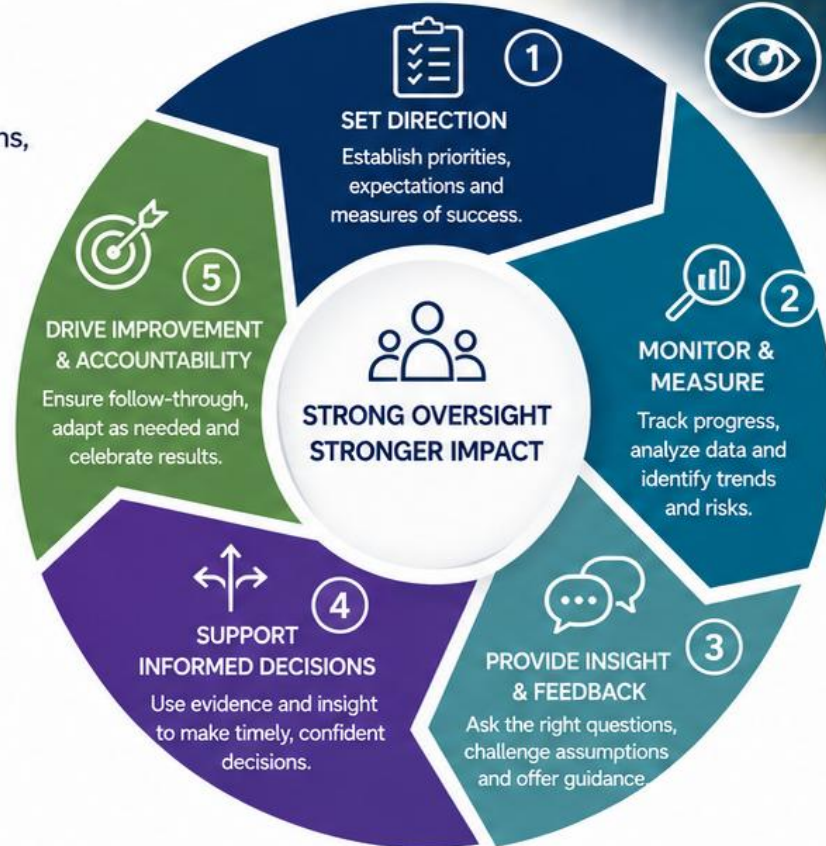 ns,
1
SET DIRECTION
Establish priorities,
expectations and
measures of success.
2
MONITOR &
MEASURE
Track progress,
analyze data and
identify trends
and risks.
3
PROVIDE INSIGHT
& FEEDBACK
Ask the right questions,
challenge assumptions
and offer guidance.
4
SUPPORT
INFORMED DECISIONS
Use evidence and insight
to make timely, confident
decisions.
5
DRIVE IMPROVEMENT
& ACCOUNTABILITY
Ensure follow-through,
adapt as needed and
celebrate results.
STRONG OVERSIGHT
STRONGER IMPACT